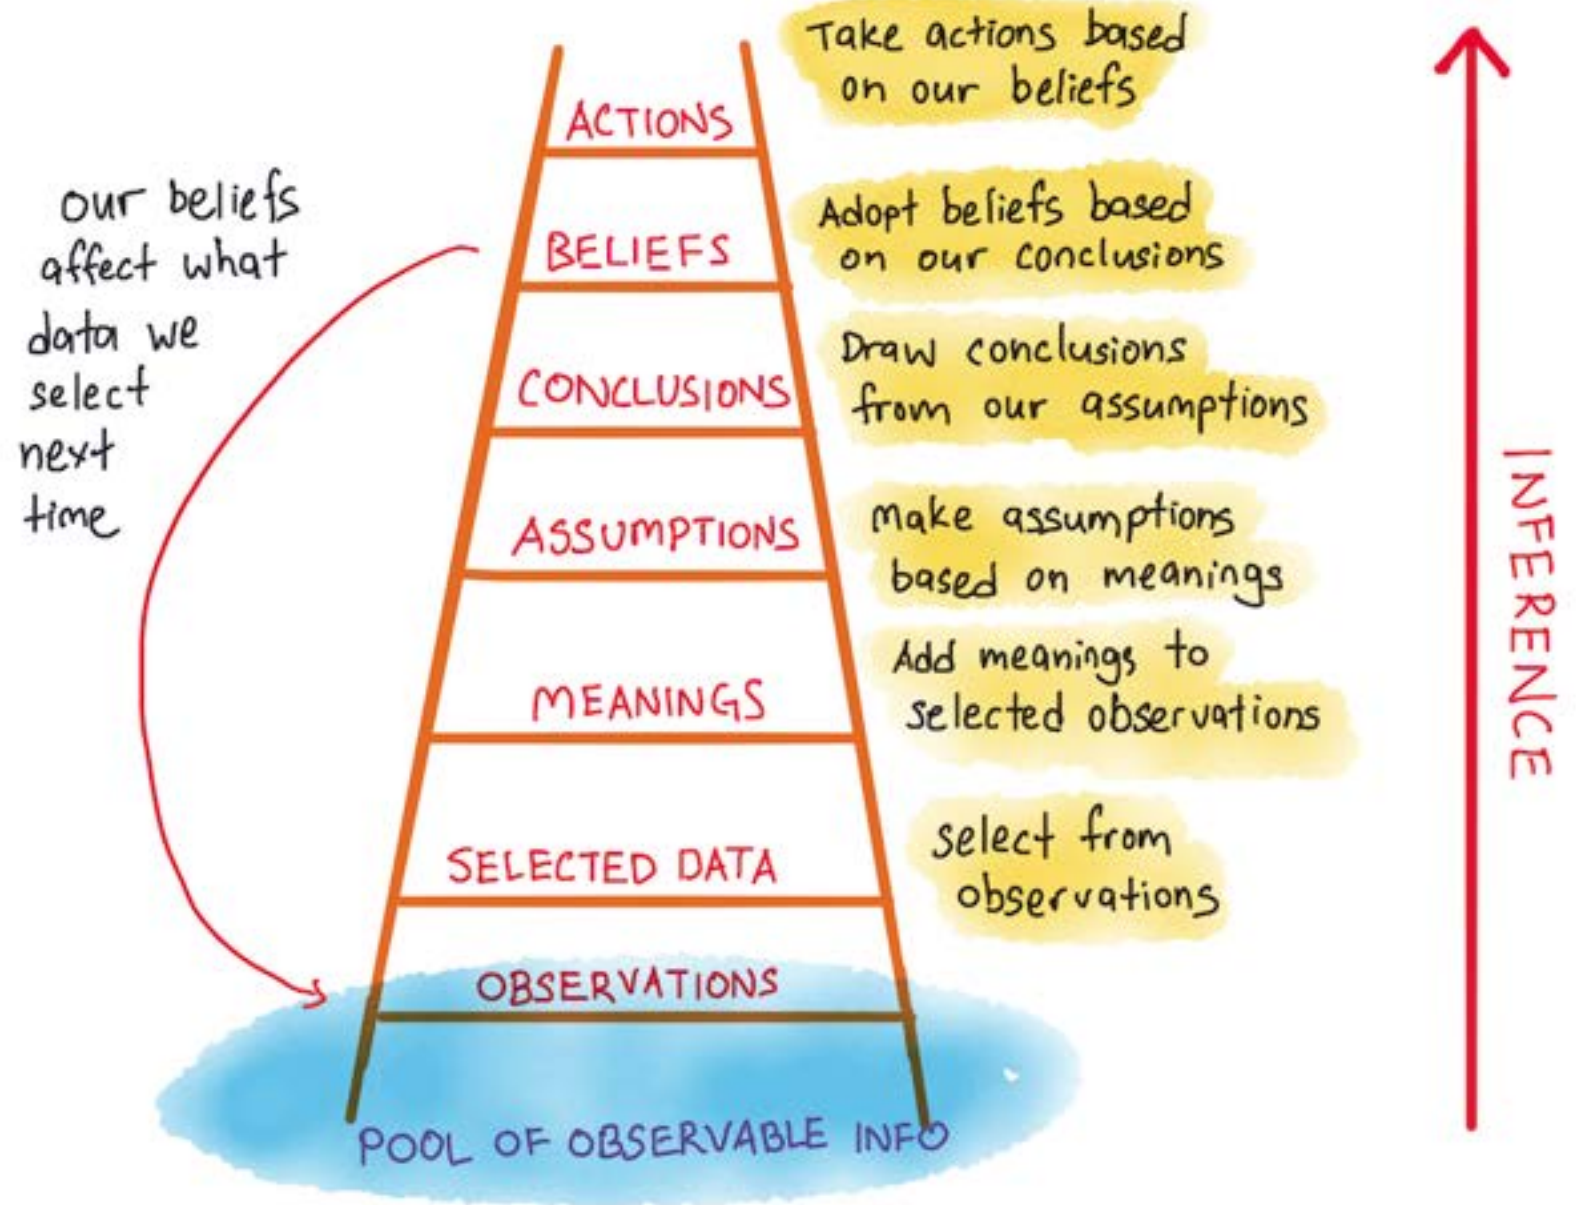 Take actions based
on our beliefs
ACTIONS
our beliefs
affect what
data we
select
next
time
BELIEFS
Adopt beliefs based
on our conclusions
CONCLUSIONS
Draw conclusions
from our assumptions
ASSUMPTIONS
Make assumptions
based on meanings
MEANINGS
Add meanings to
selected observations
SELECTED DATA
select from
observations
OBSERVATIONS
POOL OF OBSERVABLE INFO
INFERENCE